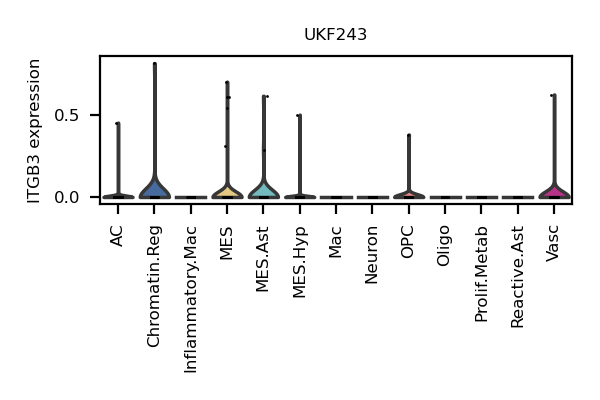 UKF243
ITGB3 expression
0.5
0.0
AC
Chromatin.Reg
Inflammatory.Mac
MES
MES.Ast
MES.Hyp
Mac
Neuron
OPC
Oligo
Prolif.Metab
Reactive.Ast
Vasc